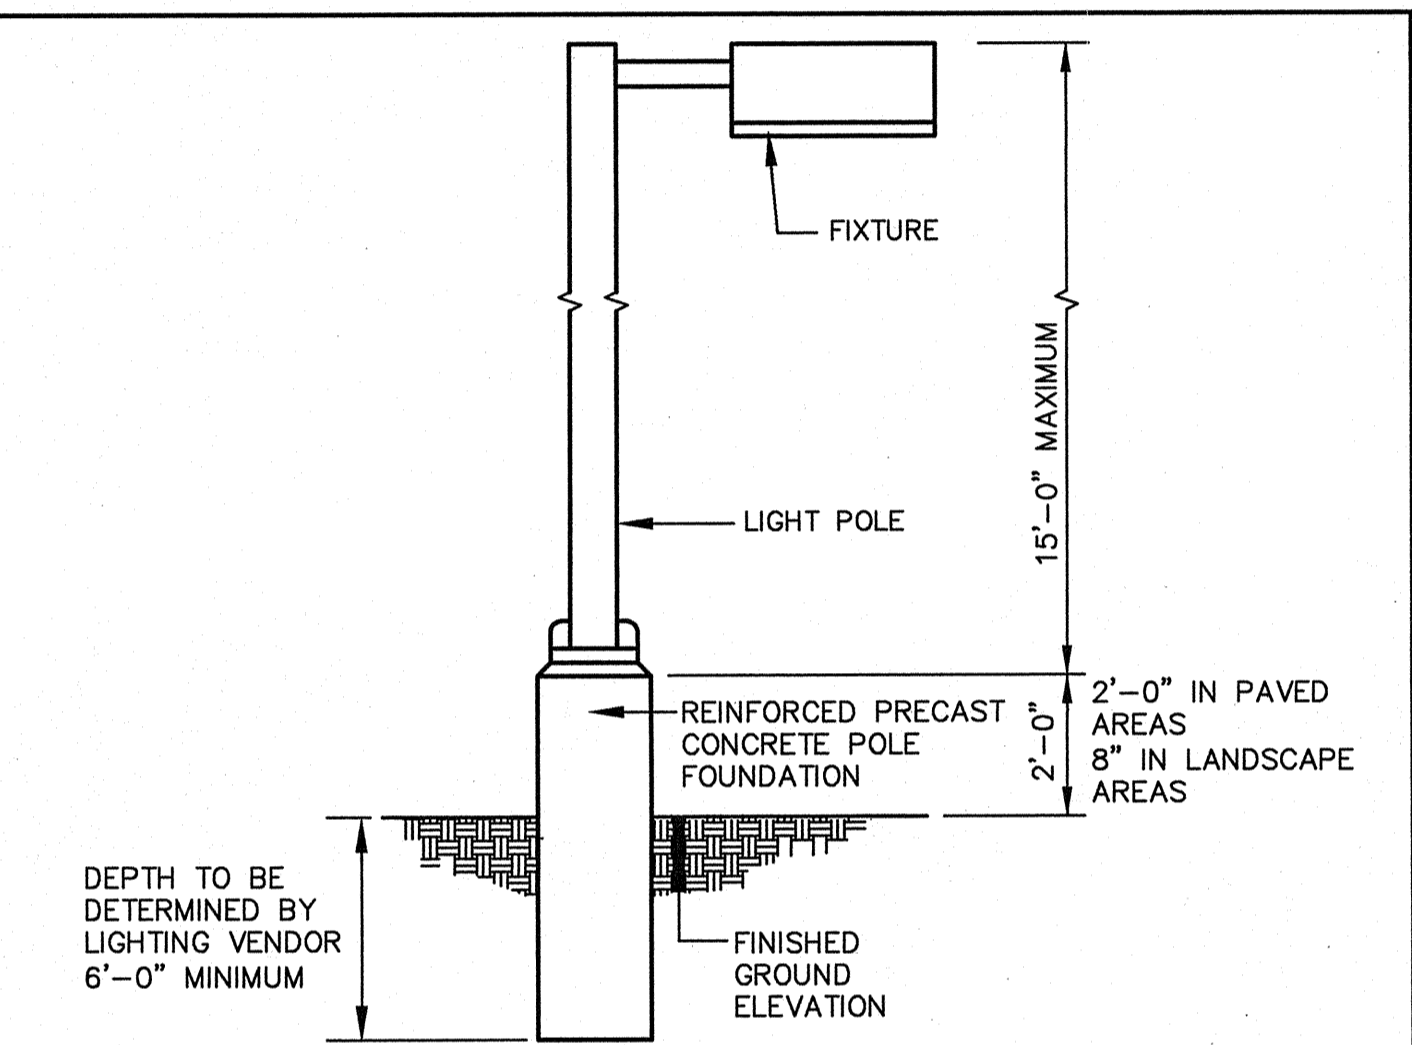 FIXTURE
15'-0" MAXIMUM
LIGHT POLE
REINFORCED PRECAST
CONCRETE POLE
FOUNDATION
2'-0"
2'-0" IN PAVED
AREAS
8" IN LANDSCAPE
AREAS
DEPTH TO BE
DETERMINED BY
LIGHTING VENDOR
6'-0" MINIMUM
FINISHED
GROUND
ELEVATION